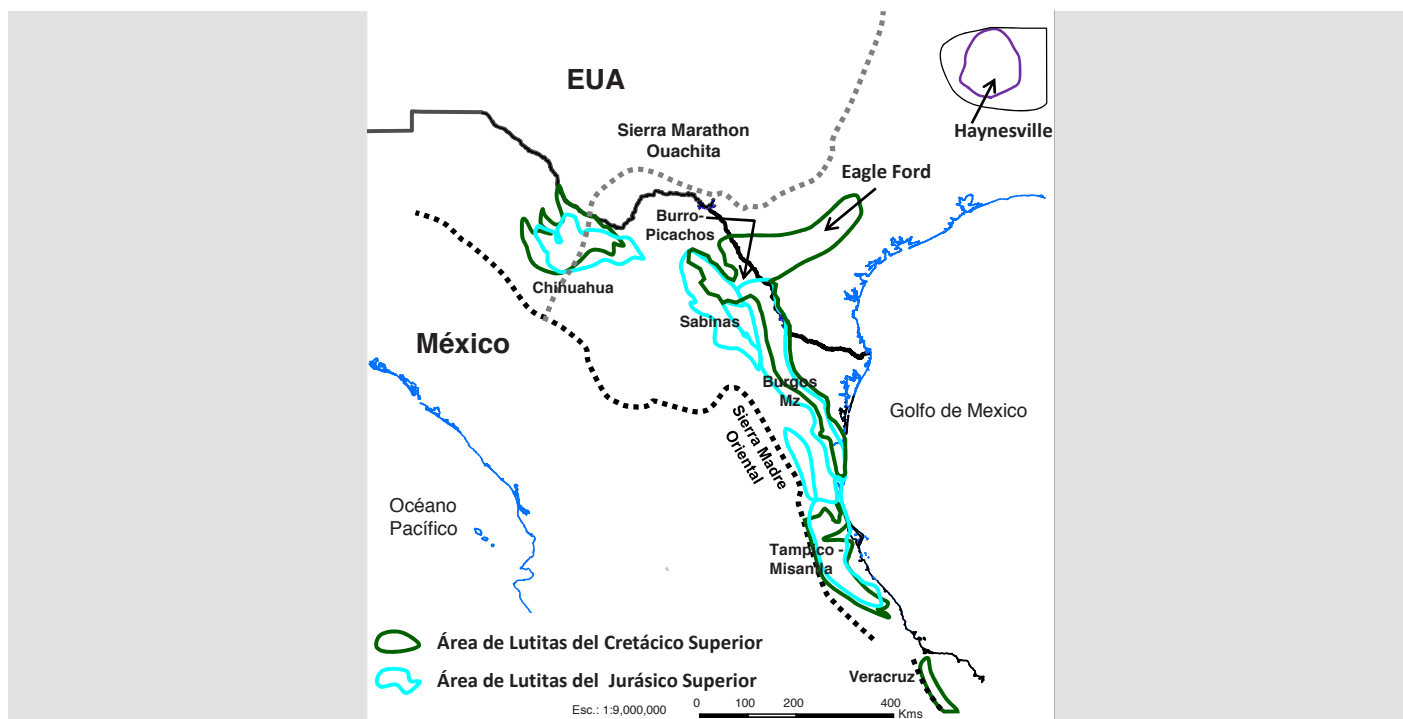 EUA
Haynesville
Sierra Marathon
Ouachita
Eagle Ford
Burro-
Picachos
Chihuahua
Sabinas
México
Burgos
Mz
Golfo de Mexico
Sierra Madre
Oriental
Océano
Pacífico
Tampico -
Misantla
Área de Lutitas del Cretácico Superior
Área de Lutitas del Jurásico Superior
Veracruz
Esc.: 1:9,000,000
0 100 200 400
Kms